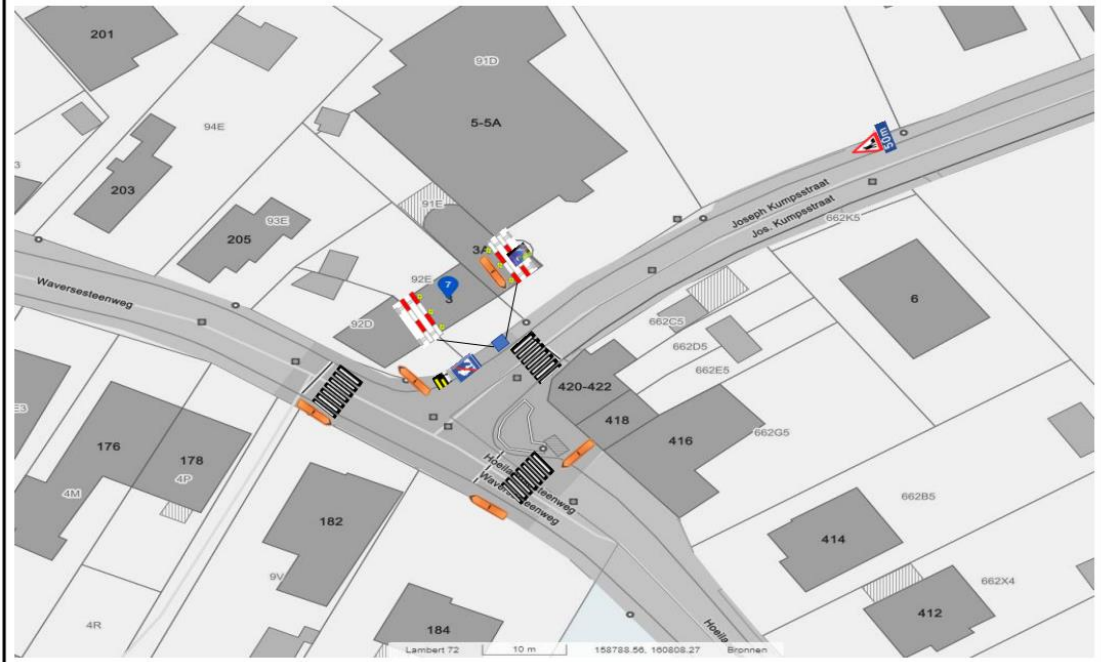 201
91D
5-5A
50m
94E
203
Joseph Kumpsstraat
Jos. Kumpsstraat
662K5
91E
93E
205
3A
92E
7
3
6
Waversesteenweg
92D
662C5
662D5
662E5
420-422
418
416
662G5
176
178
4P
4M
Waversesteenweg
662B5
182
414
9V
662X4
412
4R
184
Lambert 72
10 m
158788.56, 160808.27
Bronnen